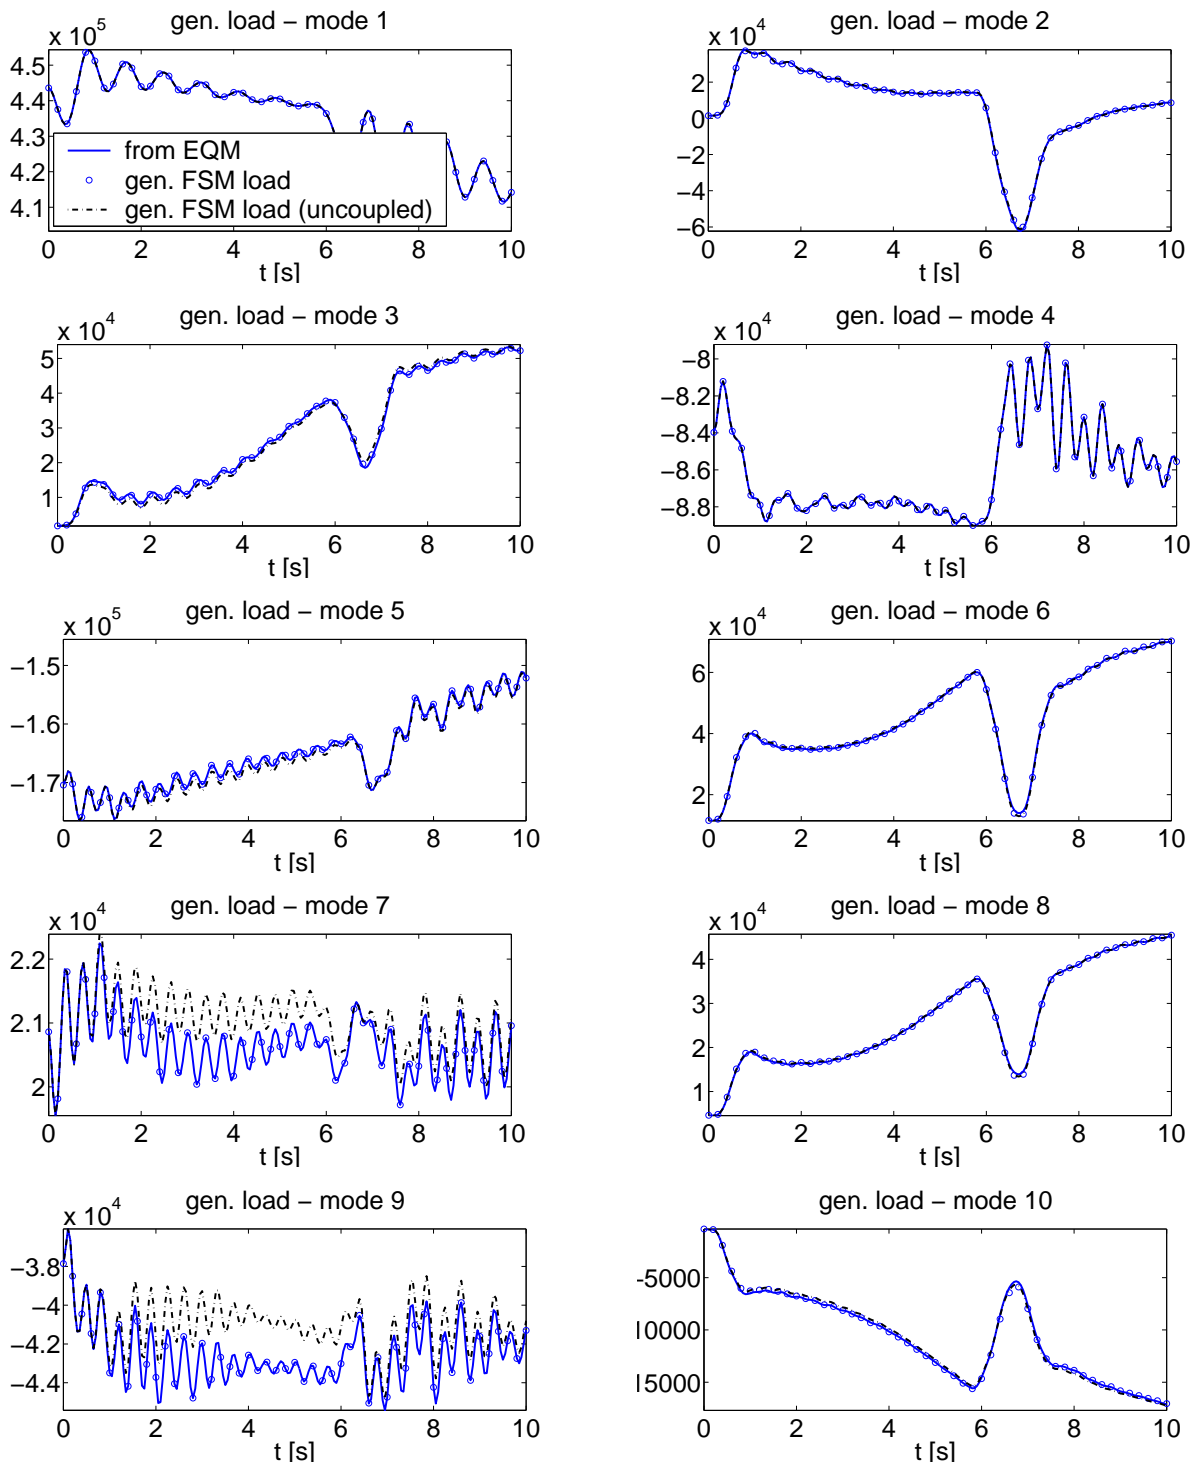 gen. load – mode 1
x 10^5
4.5
4.4
4.3
4.2
4.1
from EQM
gen. FSM load
gen. FSM load (uncoupled)
0 2 4 6 8 10
t [s]
gen. load – mode 2
x 10^4
2
0
−2
−4
−6
0 2 4 6 8 10
t [s]
gen. load – mode 3
x 10^4
5
4
3
2
1
0 2 4 6 8 10
t [s]
gen. load – mode 4
x 10^4
−8
−8.2
−8.4
−8.6
−8.8
0 2 4 6 8 10
t [s]
gen. load – mode 5
x 10^5
−1.5
−1.6
−1.7
0 2 4 6 8 10
t [s]
gen. load – mode 6
x 10^4
6
4
2
0 2 4 6 8 10
t [s]
gen. load – mode 7
x 10^4
2.2
2.1
2
0 2 4 6 8 10
t [s]
gen. load – mode 8
x 10^4
4
3
2
1
0 2 4 6 8 10
t [s]
gen. load – mode 9
x 10^4
−3.8
−4
−4.2
−4.4
0 2 4 6 8 10
t [s]
gen. load – mode 10
-5000
10000
15000
0 2 4 6 8 10
t [s]